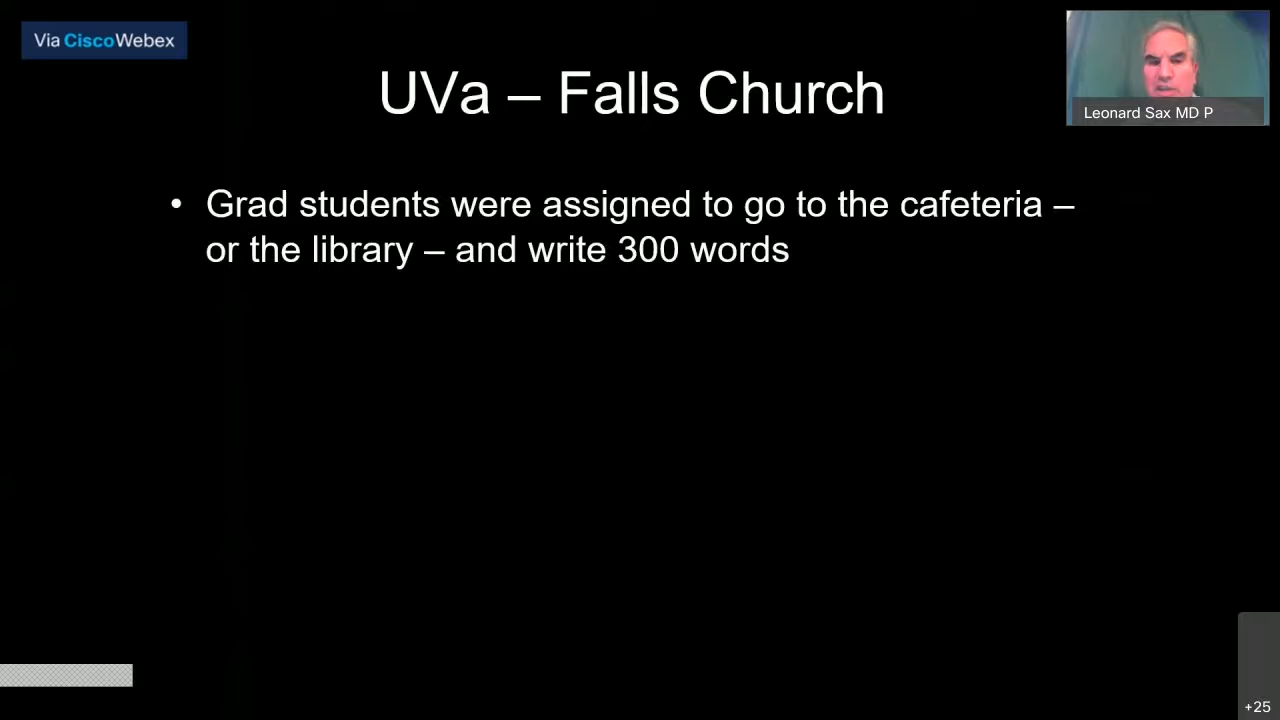 Via CiscoWebex
UVa – Falls Church
Leonard Sax MD P
• Grad students were assigned to go to the cafeteria –
or the library – and write 300 words
+25